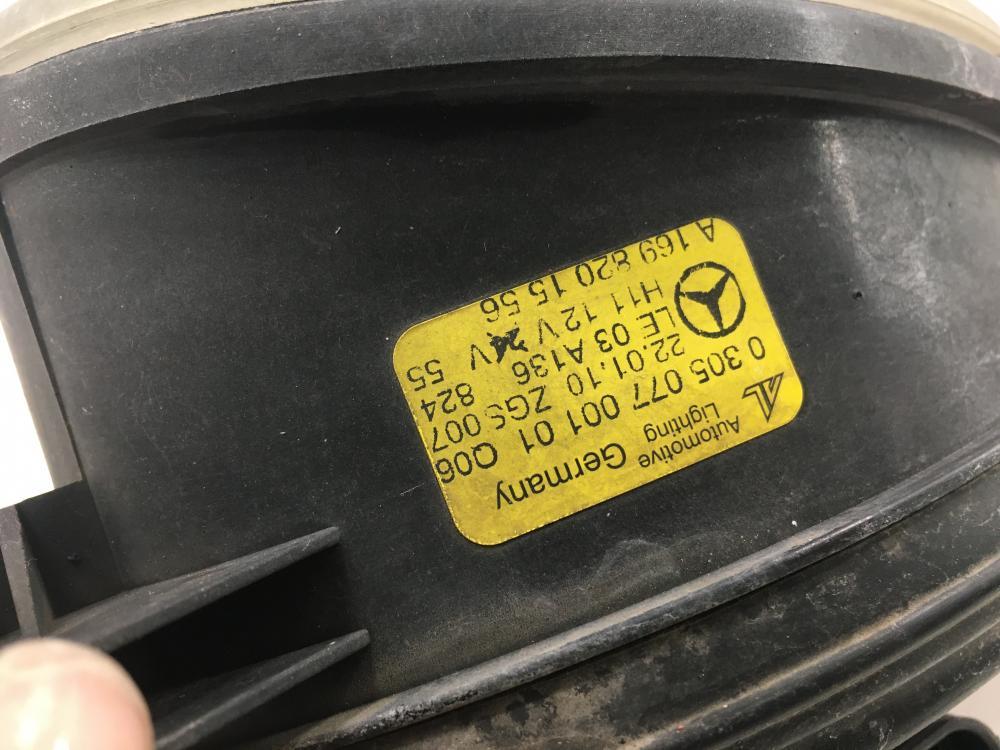 Automotive Lighting Germany
0 305 077 001 01 Q06
22.01.10 ZGS 007 824
LE 03 A136 55
H11 12V 24V
A 169 820 15 56